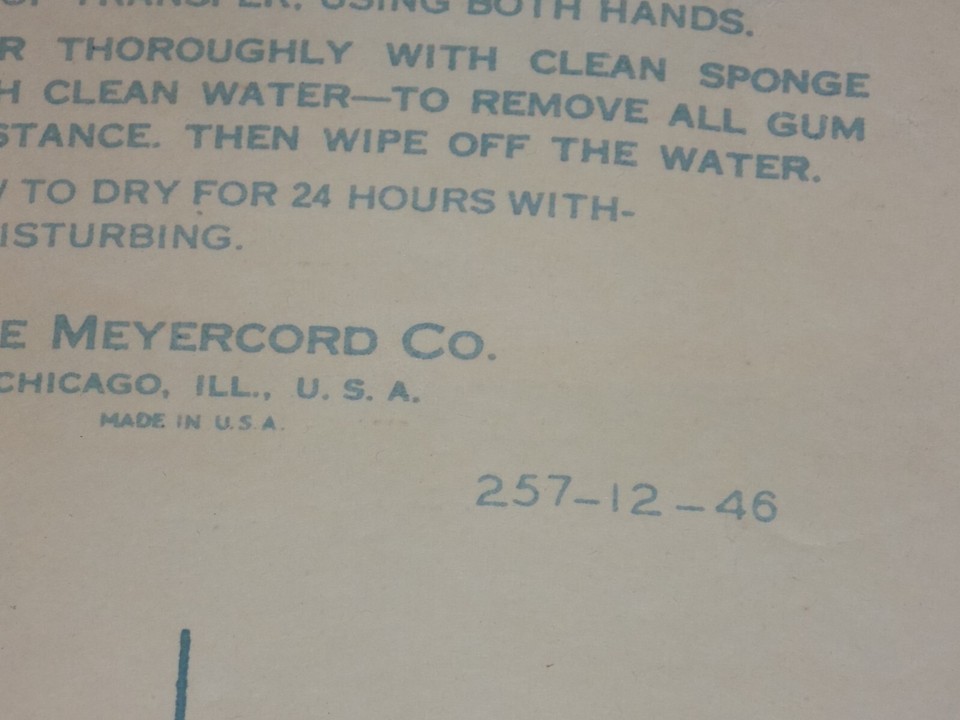 OF TRANSFER. USING BOTH HANDS.
R THOROUGHLY WITH CLEAN SPONGE
H CLEAN WATER—TO REMOVE ALL GUM
STANCE. THEN WIPE OFF THE WATER.
TO DRY FOR 24 HOURS WITH-
ISTURBING.
E MEYERCORD CO.
CHICAGO, ILL., U. S. A.
MADE IN U.S.A.
257-12-46